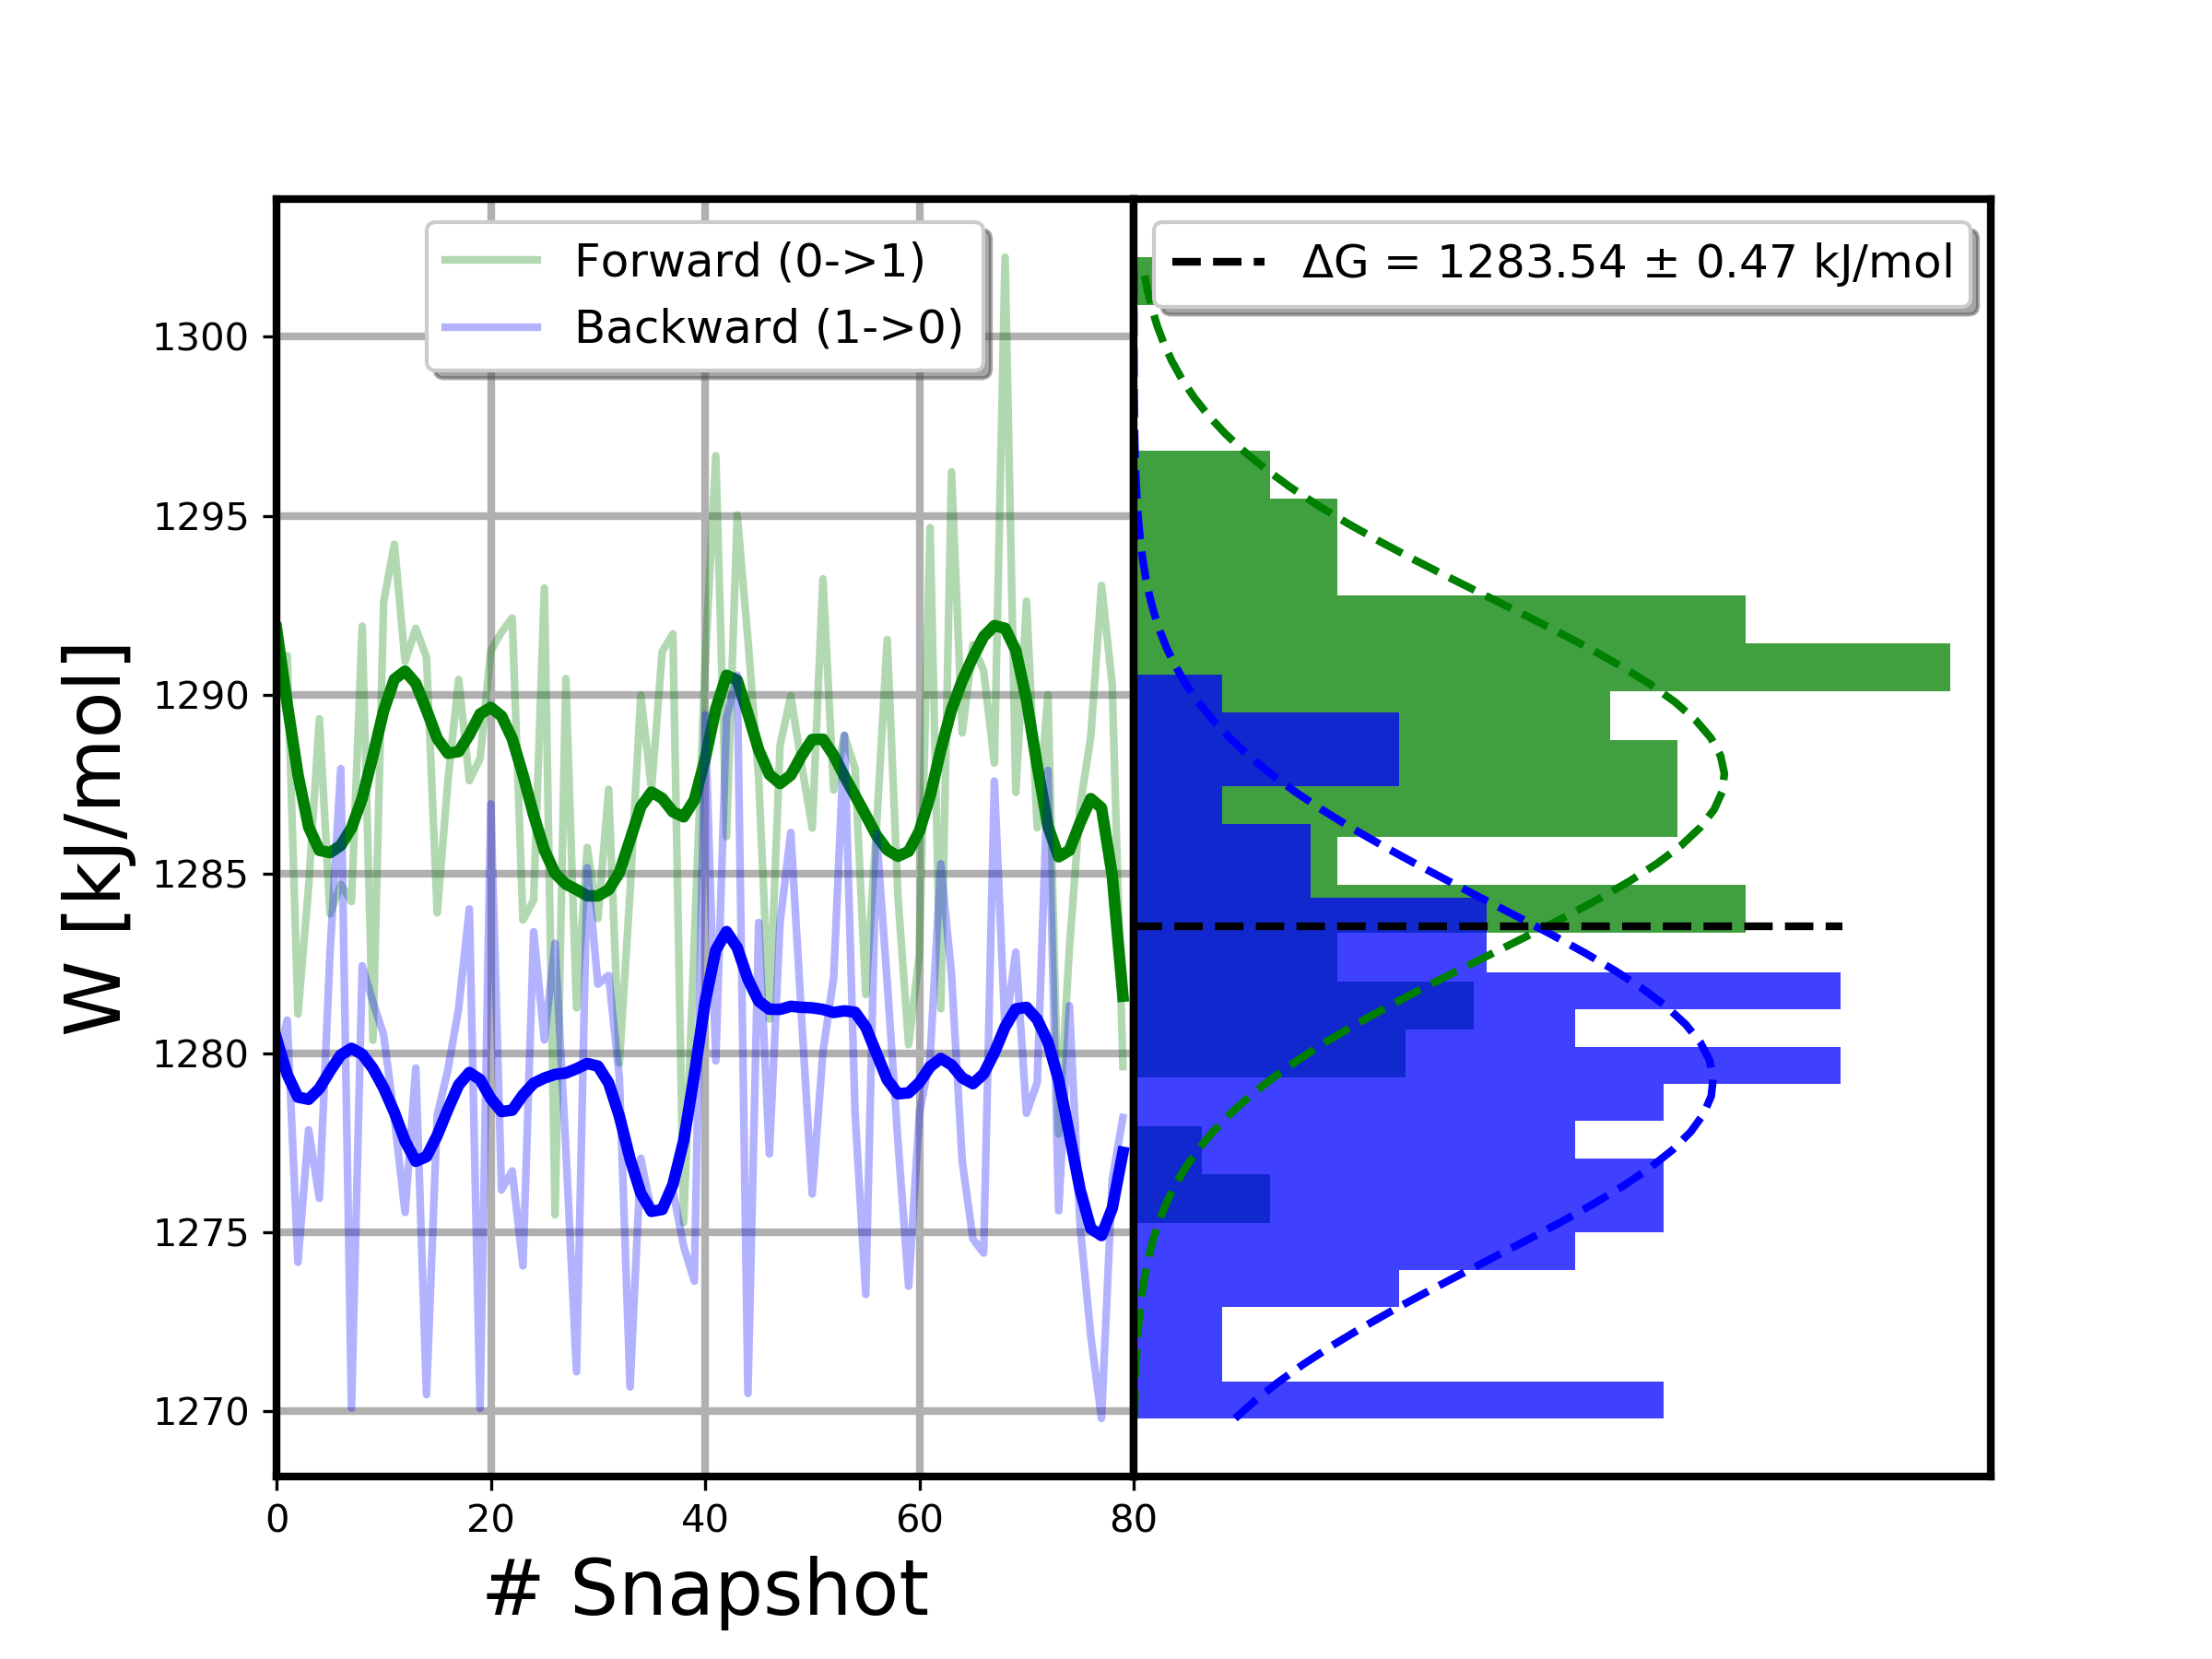 Forward (0->1)
Backward (1->0)
ΔG = 1283.54 ± 0.47 kJ/mol
W [kJ/mol]
1300
1295
1290
1285
1280
1275
1270
0 20 40 60 80
# Snapshot